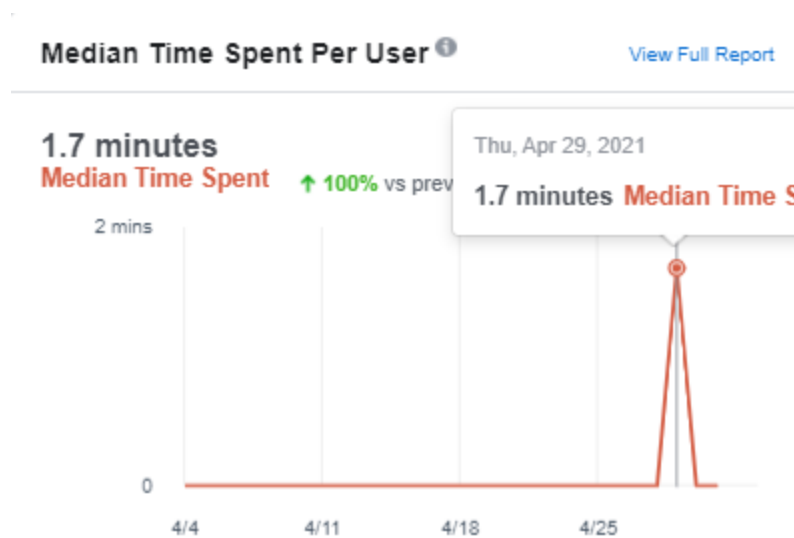 Median Time Spent Per User
View Full Report
1.7 minutes
Median Time Spent
↑ 100% vs prev
Thu, Apr 29, 2021
1.7 minutes Median Time S
2 mins
0
4/4 4/11 4/18 4/25